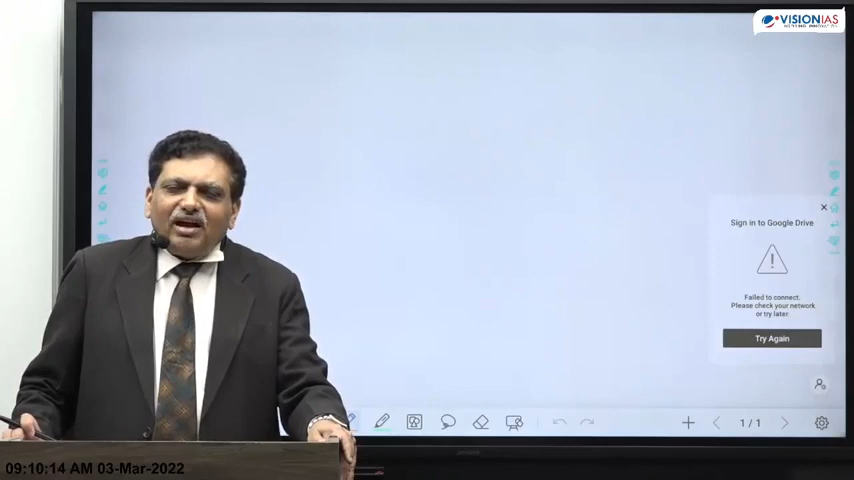 VISIONIAS
Sign in to Google Drive
Failed to connect.
Please check your network
or try later.
Try Again
1 / 1
09:10:14 AM 03-Mar-2022